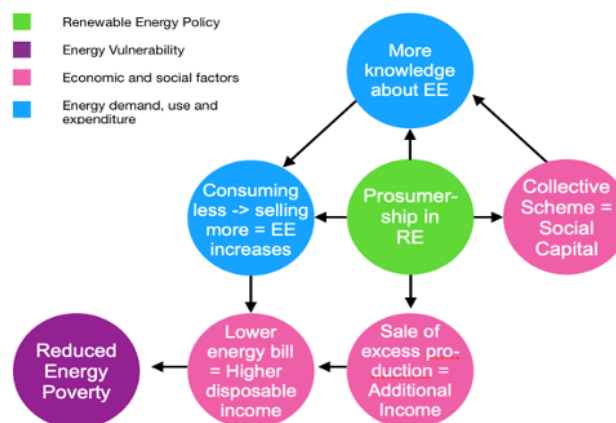 Renewable Energy Policy
Energy Vulnerability
Economic and social factors
Energy demand, use and
expenditure
More
knowledge
about EE
Consuming
less -> selling
more = EE
increases
Prosumer-
ship in
RE
Collective
Scheme =
Social
Capital
Reduced
Energy
Poverty
Lower
energy bill
= Higher
disposable
income
Sale of
excess pro-
duction =
Additional
Income